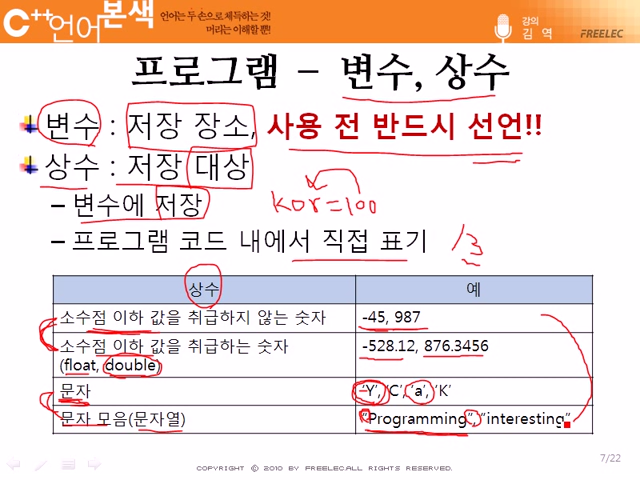 C++언어본색
언어는 두 손으로 체득하는 것!
머리는 이해할 뿐!
강의
김 역
FREELEC
프로그램 – 변수, 상수
변수 : 저장 장소, 사용 전 반드시 선언!!
상수 : 저장 대상
– 변수에 저장
kor=100
– 프로그램 코드 내에서 직접 표기
/3
상수 예
소수점 이하 값을 취급하지 않는 숫자 -45, 987
소수점 이하 값을 취급하는 숫자 -528.12, 876.3456
(float, double)
문자 'Y', 'C', 'a', 'K'
문자 모음(문자열) "Programming", "interesting"
7/22
COPYRIGHT © 2010 BY FREELEC.ALL RIGHTS RESERVED.